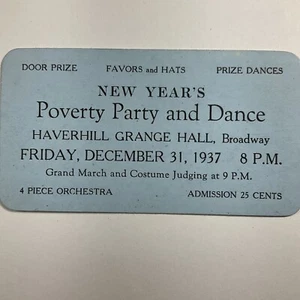 DOOR PRIZE FAVORS and HATS PRIZE DANCES
NEW YEAR'S
Poverty Party and Dance
HAVERHILL GRANGE HALL, Broadway
FRIDAY, DECEMBER 31, 1937 8 P.M.
Grand March and Costume Judging at 9 P.M.
4 PIECE ORCHESTRA ADMISSION 25 CENTS